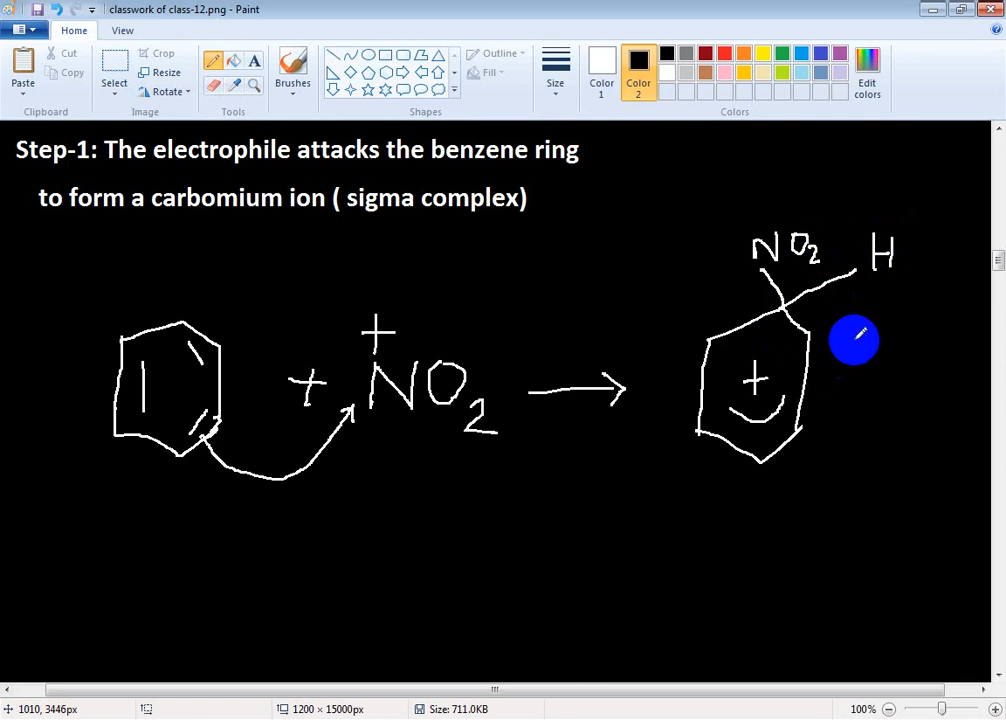 classwork of class-12.png - Paint
Home View
Paste
Cut
Copy
Clipboard
Select
Crop
Resize
Rotate
Image
A
Tools
Brushes
Outline
Fill
Shapes
Size
Color 1
Color 2
Edit colors
Colors
Step-1: The electrophile attacks the benzene ring
to form a carbomium ion ( sigma complex)
NO2 H
+ + NO2 → +
1010, 3446px
1200 × 15000px
Size: 711.0KB
100%